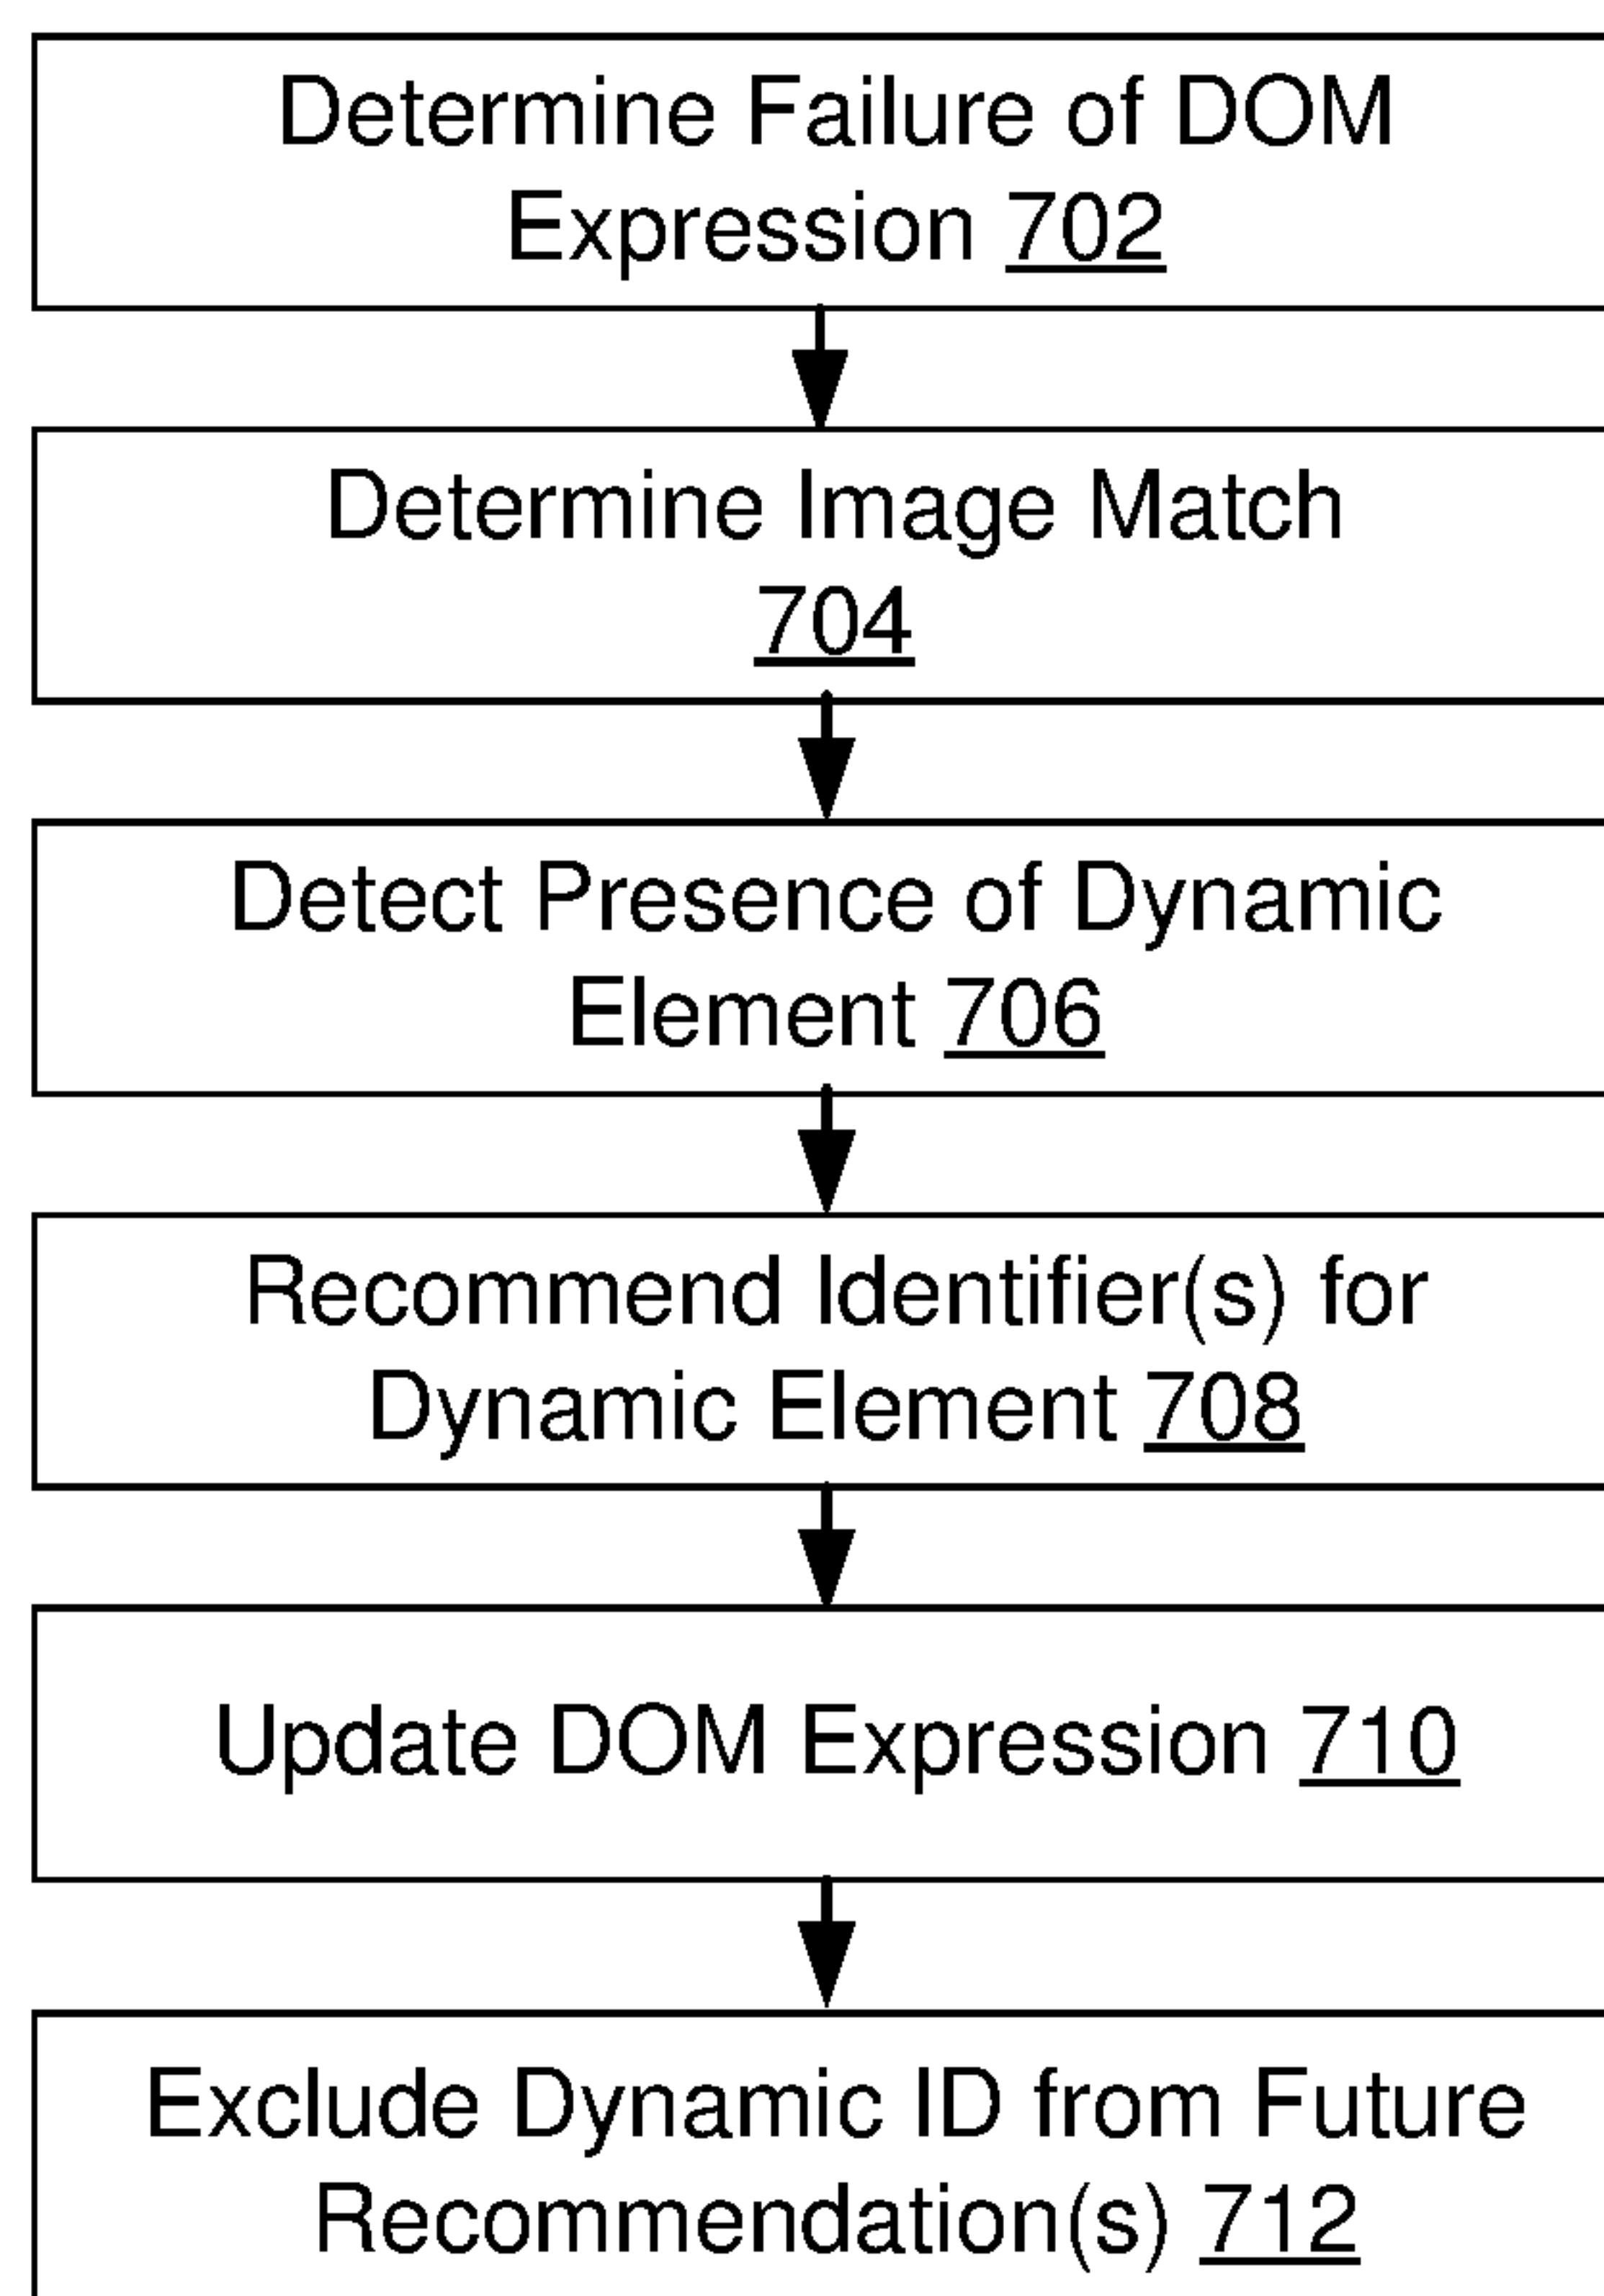 Determine Failure of DOM
Expression 702
Determine Image Match
704
Detect Presence of Dynamic
Element 706
Recommend Identifier(s) for
Dynamic Element 708
Update DOM Expression 710
Exclude Dynamic ID from Future
Recommendation(s) 712